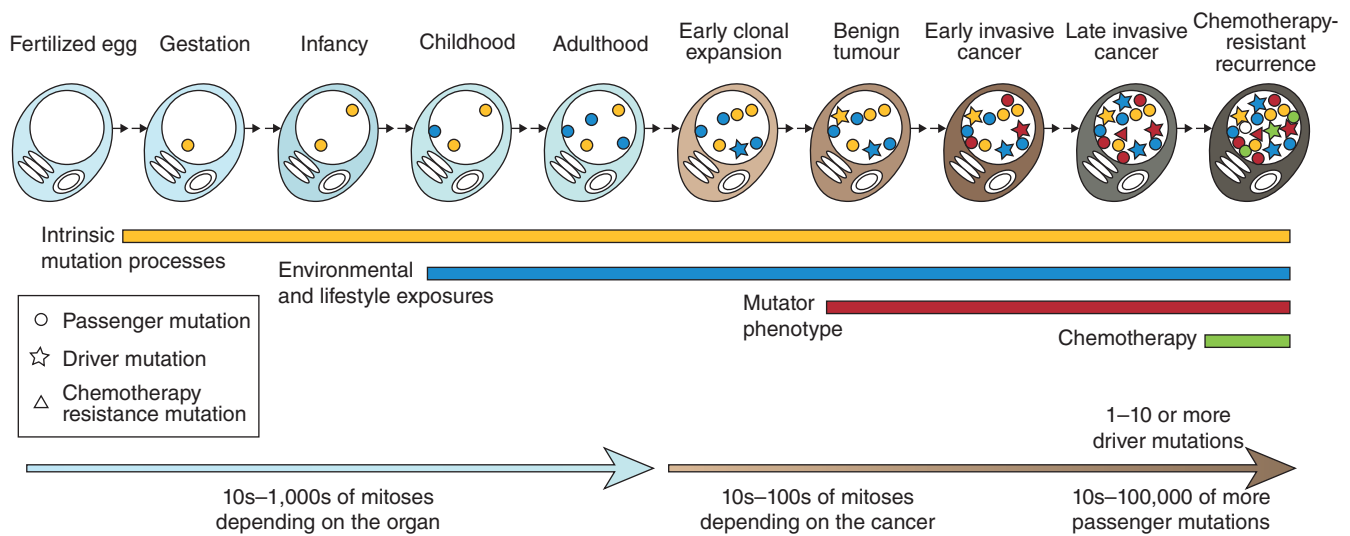 Fertilized egg
Gestation
Infancy
Childhood
Adulthood
Early clonal
expansion
Benign
tumour
Early invasive
cancer
Late invasive
cancer
Chemotherapy-
resistant
recurrence
Intrinsic
mutation processes
Environmental
and lifestyle exposures
Mutator
phenotype
Chemotherapy
Passenger mutation
Driver mutation
Chemotherapy
resistance mutation
1–10 or more
driver mutations
10s–1,000s of mitoses
depending on the organ
10s–100s of mitoses
depending on the cancer
10s–100,000 of more
passenger mutations